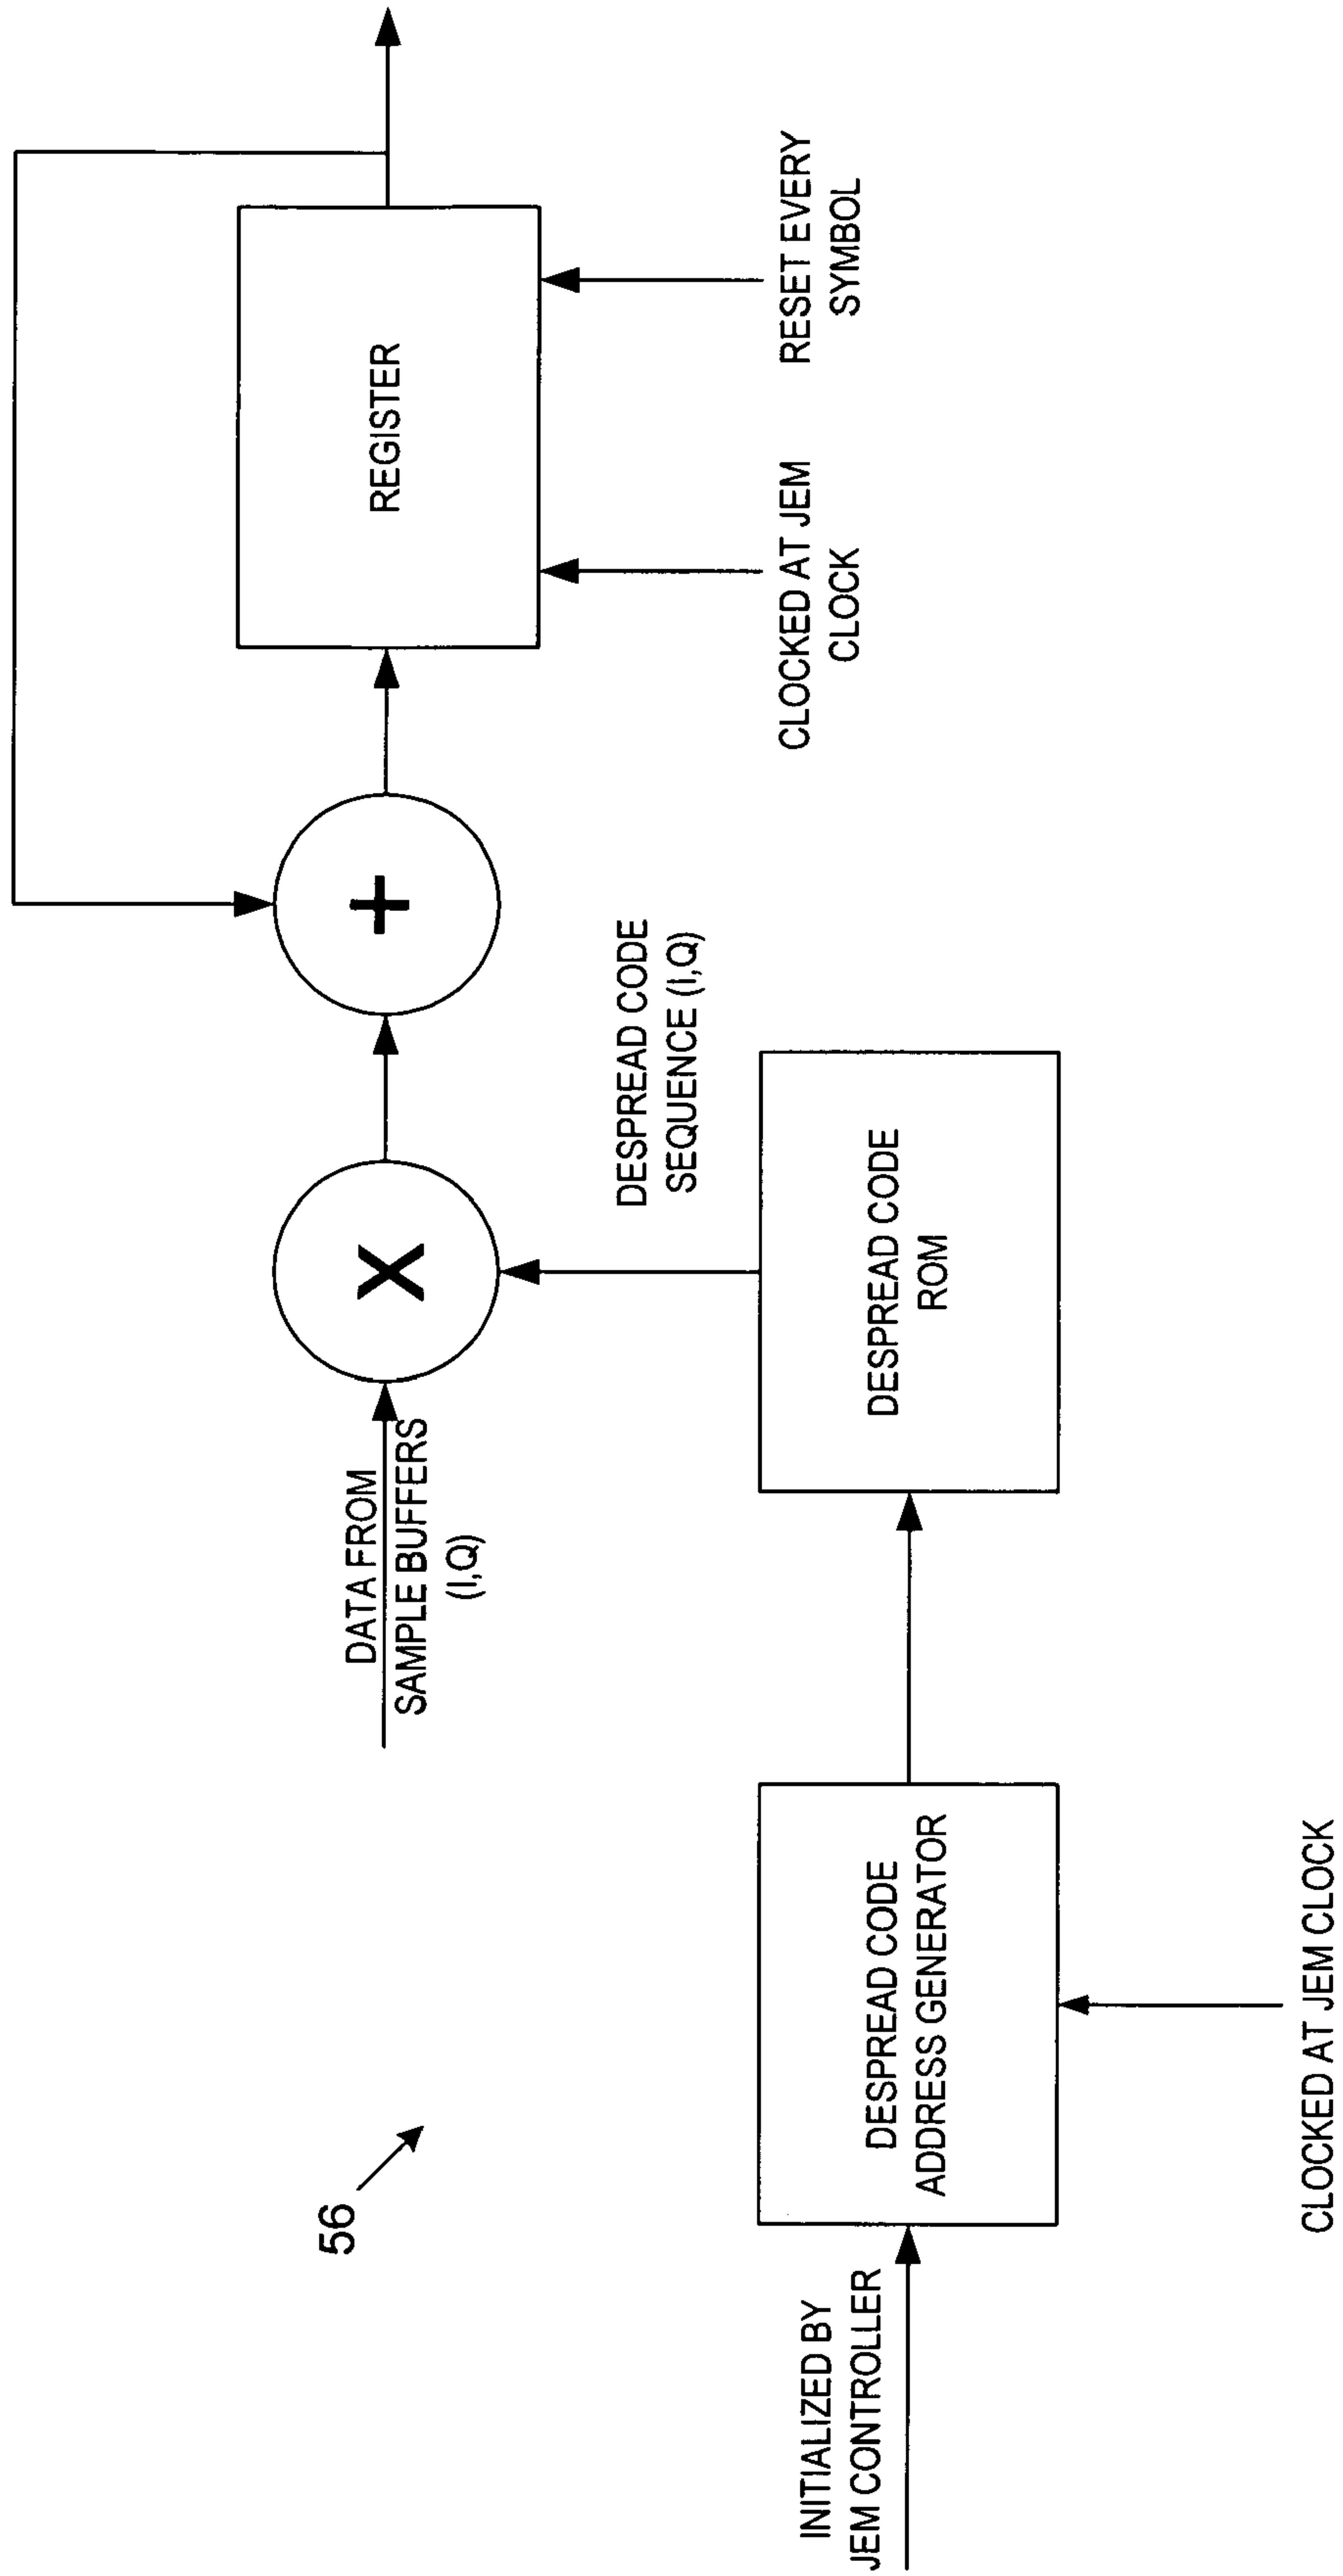 56
DATA FROM
SAMPLE BUFFERS
(I,Q)
X
+
REGISTER
DESPREAD CODE
SEQUENCE (I,Q)
CLOCKED AT JEM
CLOCK
RESET EVERY
SYMBOL
INITIALIZED BY
JEM CONTROLLER
DESPREAD CODE
ADDRESS GENERATOR
DESPREAD CODE
ROM
CLOCKED AT JEM CLOCK